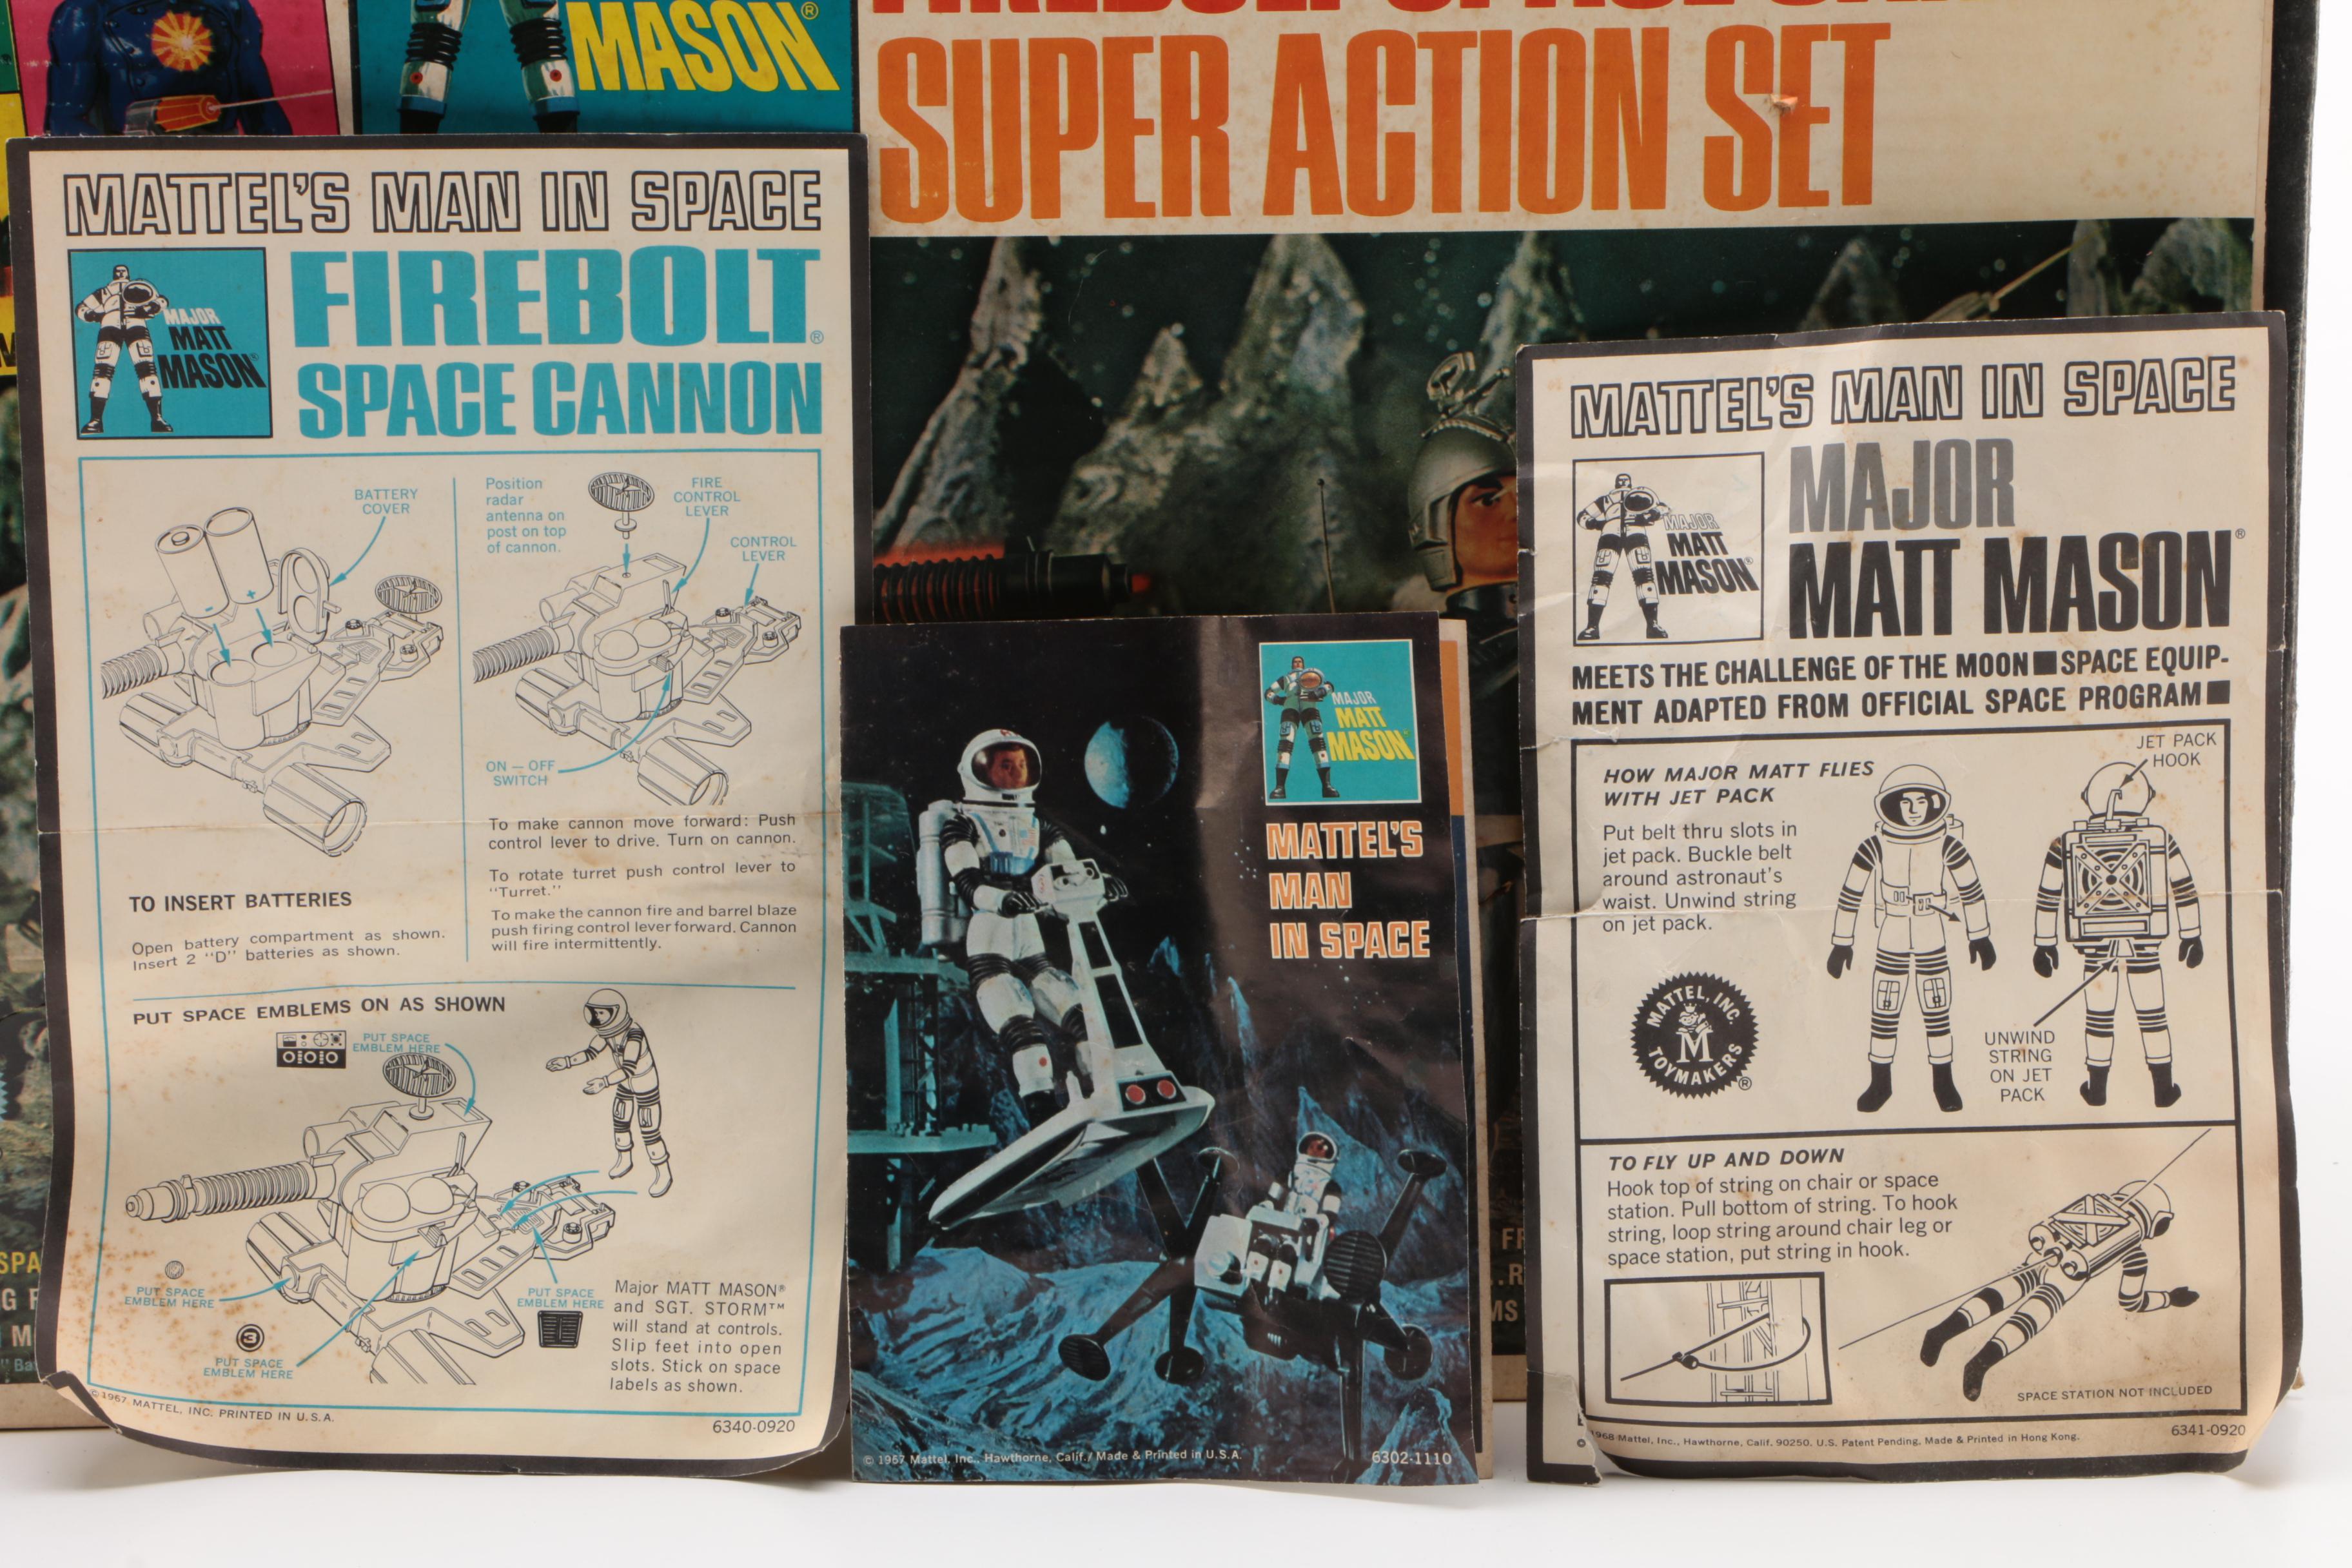 MASON®
SUPER ACTION SET
MATTEL'S MAN IN SPACE
MAJOR
MATT
MASON®
FIREBOLT®
SPACE CANNON
BATTERY
COVER
Position
radar
antenna on
post on top
of cannon.
FIRE
CONTROL
LEVER
CONTROL
LEVER
- +
ON — OFF
SWITCH
TO INSERT BATTERIES
Open battery compartment as shown.
Insert 2 "D" batteries as shown.
To make cannon move forward: Push
control lever to drive. Turn on cannon.
To rotate turret push control lever to
"Turret."
To make the cannon fire and barrel blaze
push firing control lever forward. Cannon
will fire intermittently.
PUT SPACE EMBLEMS ON AS SHOWN
PUT SPACE
EMBLEM HERE
PUT SPACE
EMBLEM HERE
3
PUT SPACE
EMBLEM HERE
PUT SPACE
EMBLEM HERE
Major MATT MASON®
and SGT. STORM™
will stand at controls.
Slip feet into open
slots. Stick on space
labels as shown.
©1967 MATTEL, INC. PRINTED IN U.S.A.
6340-0920
MAJOR
MATT
MASON®
MATTEL'S
MAN
IN SPACE
© 1967 Mattel, Inc., Hawthorne, Calif./ Made & Printed in U.S.A.
6302-1110
MATTEL'S MAN IN SPACE
MAJOR
MATT
MASON®
MAJOR
MATT MASON®
MEETS THE CHALLENGE OF THE MOON ■ SPACE EQUIP-
MENT ADAPTED FROM OFFICIAL SPACE PROGRAM ■
HOW MAJOR MATT FLIES
WITH JET PACK
Put belt thru slots in
jet pack. Buckle belt
around astronaut's
waist. Unwind string
on jet pack.
JET PACK
HOOK
MATTEL, INC.
M
TOYMAKERS®
UNWIND
STRING
ON JET
PACK
TO FLY UP AND DOWN
Hook top of string on chair or space
station. Pull bottom of string. To hook
string, loop string around chair leg or
space station, put string in hook.
SPACE STATION NOT INCLUDED
© 1968 Mattel, Inc., Hawthorne, Calif. 90250. U.S. Patent Pending. Made & Printed in Hong Kong.
6341-0920